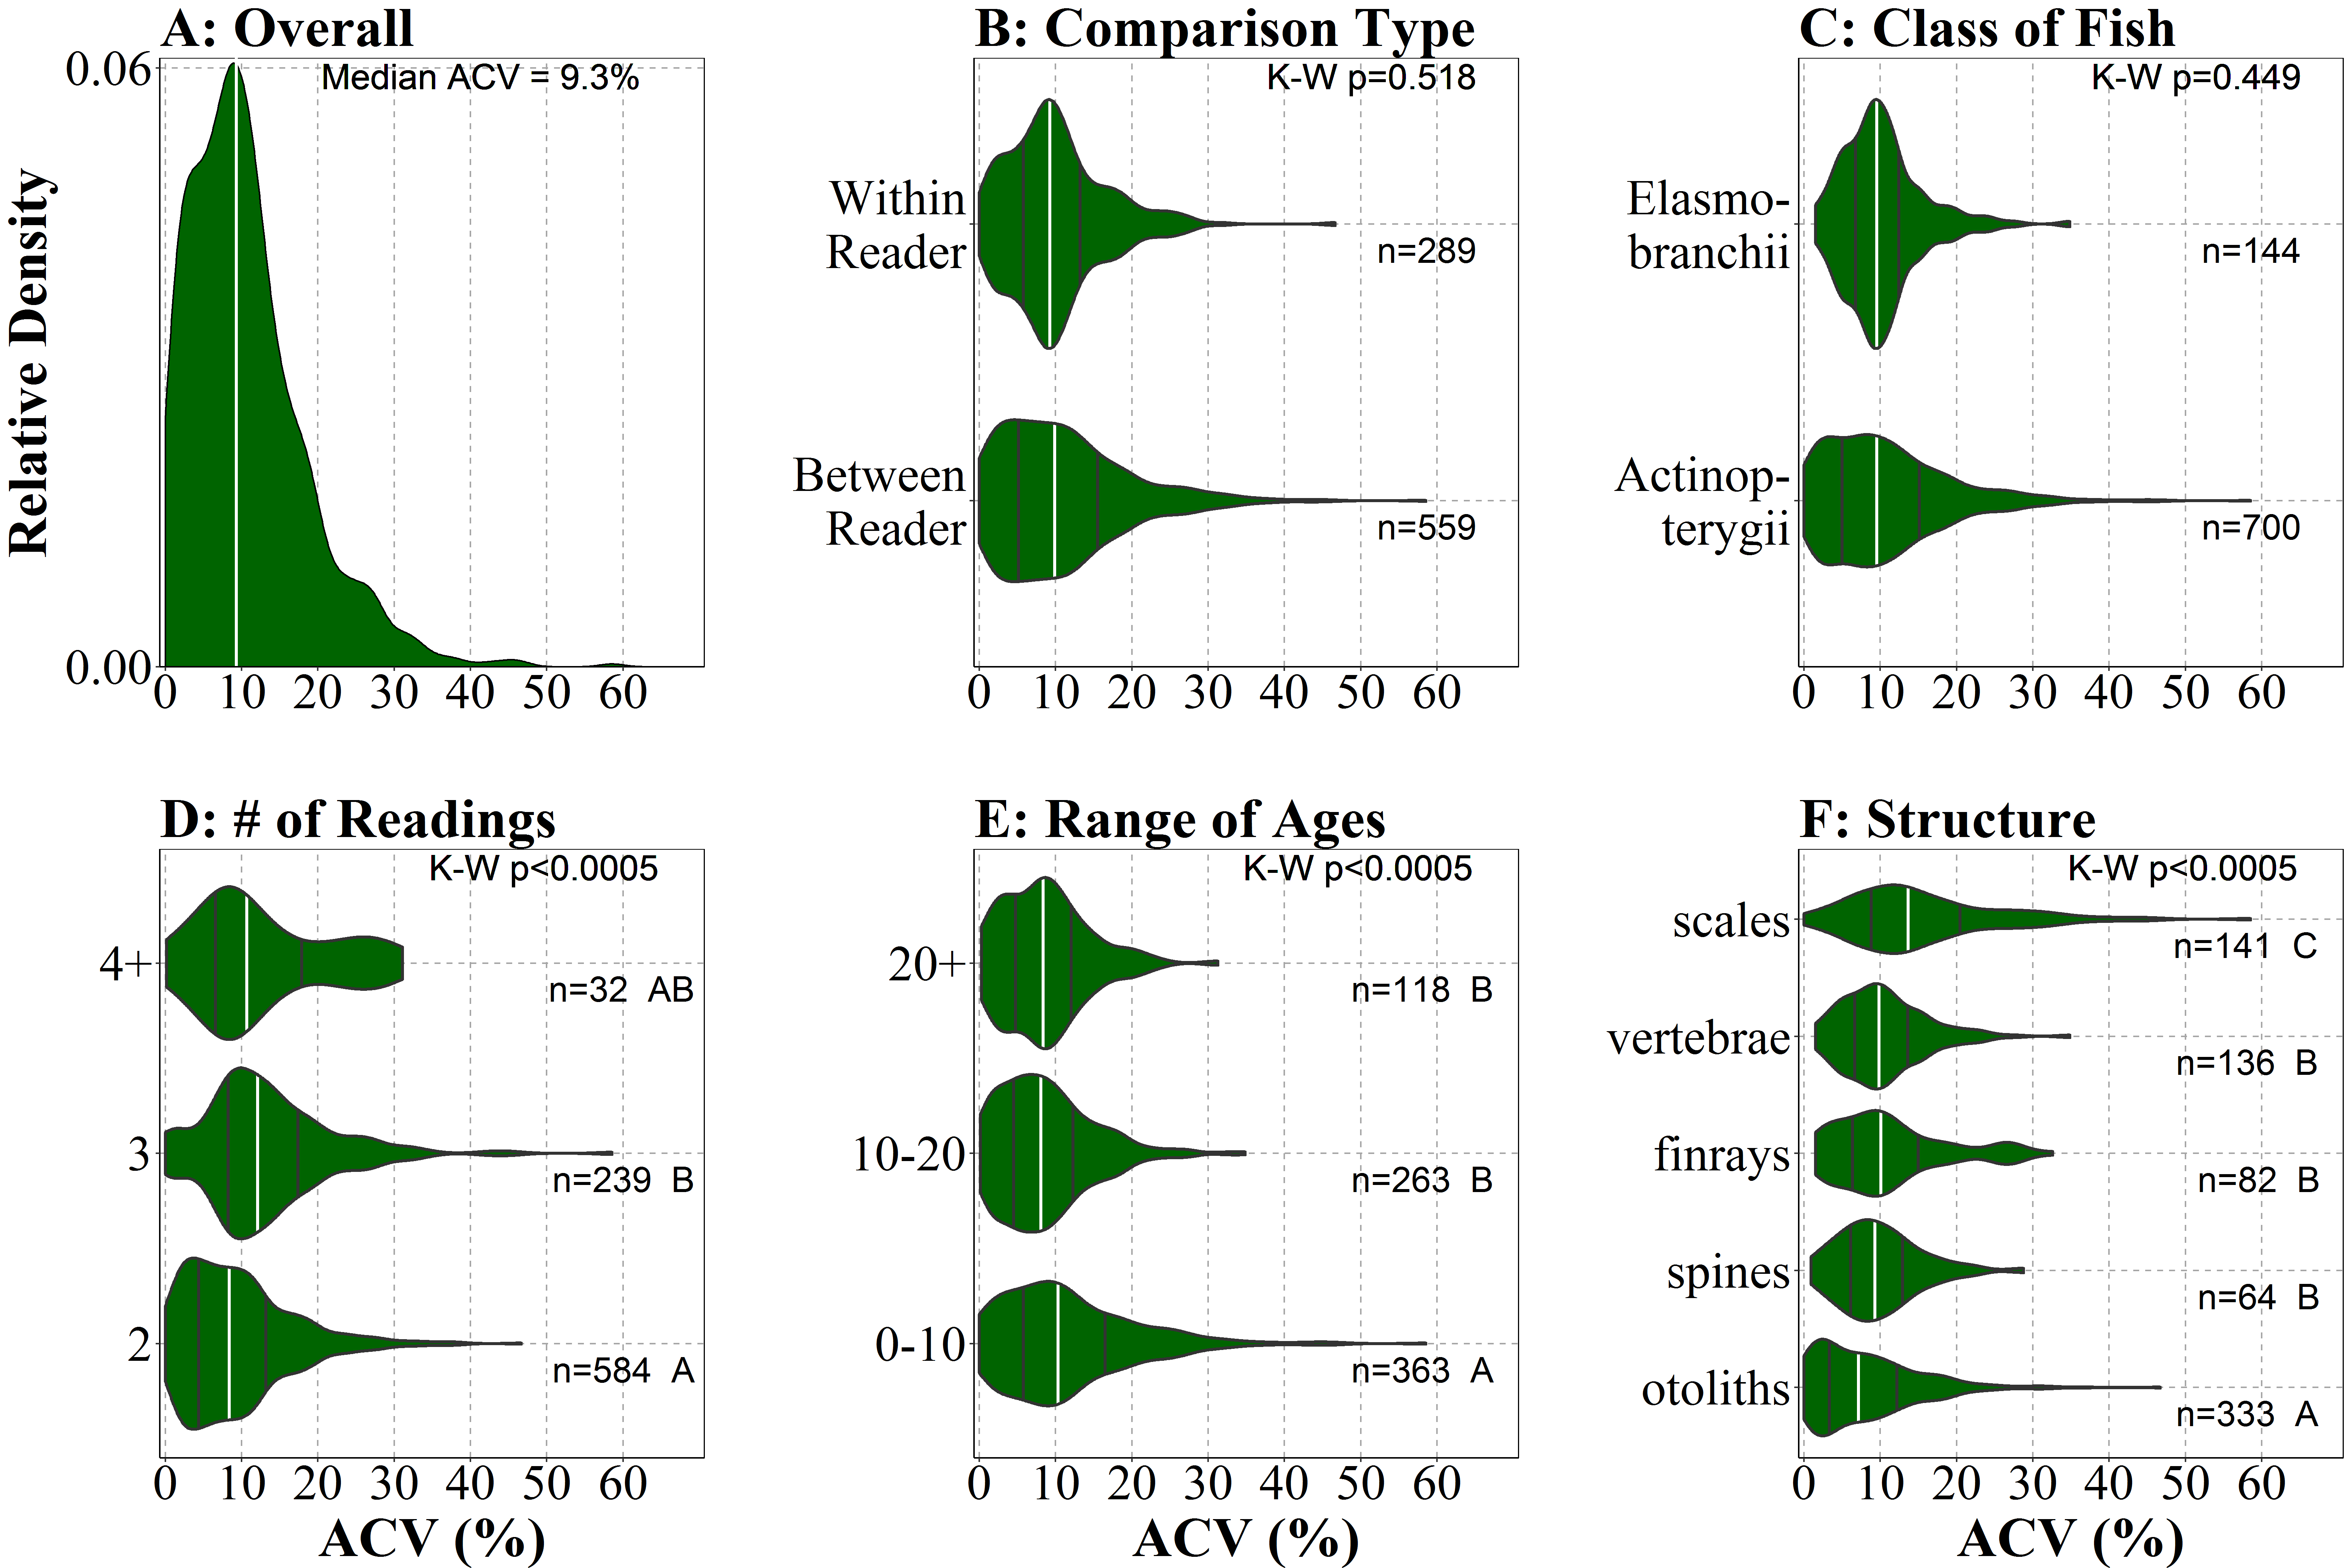 A: Overall
0.06
Median ACV = 9.3%
Relative Density
0.00
0 10 20 30 40 50 60
B: Comparison Type
K-W p=0.518
Within
Reader
n=289
Between
Reader
n=559
0 10 20 30 40 50 60
C: Class of Fish
K-W p=0.449
Elasmo-
branchii
n=144
Actinop-
terygii
n=700
0 10 20 30 40 50 60
D: # of Readings
K-W p<0.0005
4+
n=32 AB
3
n=239 B
2
n=584 A
0 10 20 30 40 50 60
ACV (%)
E: Range of Ages
K-W p<0.0005
20+
n=118 B
10-20
n=263 B
0-10
n=363 A
0 10 20 30 40 50 60
ACV (%)
F: Structure
K-W p<0.0005
scales
n=141 C
vertebrae
n=136 B
finrays
n=82 B
spines
n=64 B
otoliths
n=333 A
0 10 20 30 40 50 60
ACV (%)